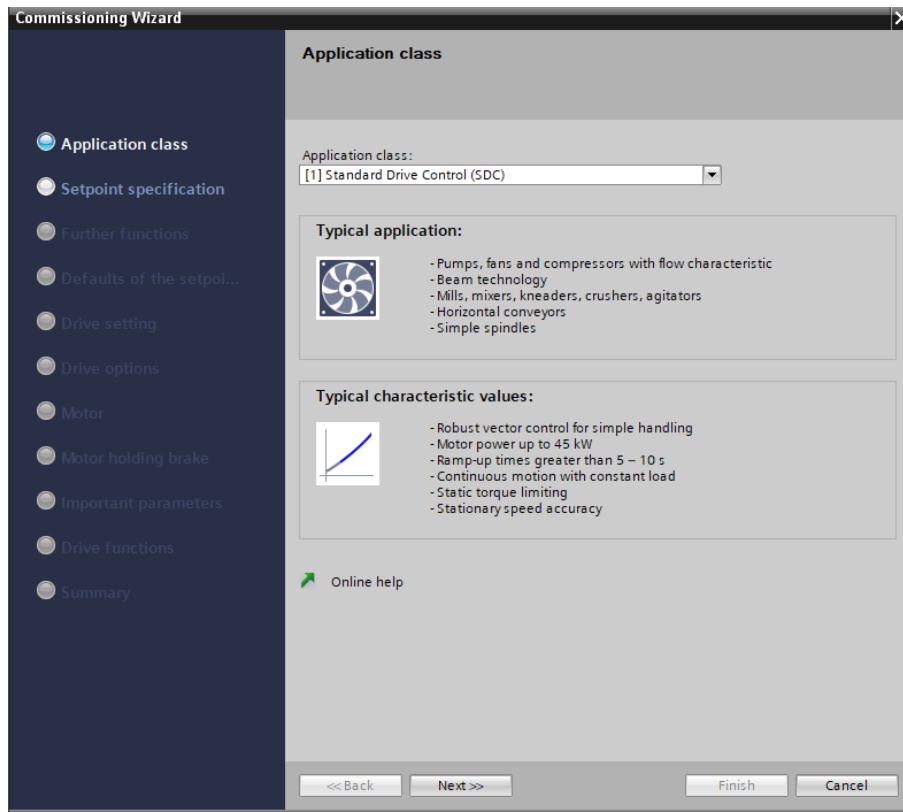 Commissioning Wizard
Application class
Application class
Setpoint specification
Further functions
Defaults of the setpoi...
Drive setting
Drive options
Motor
Motor holding brake
Important parameters
Drive functions
Summary
Application class:
[1] Standard Drive Control (SDC)
Typical application:
- Pumps, fans and compressors with flow characteristic
- Beam technology
- Mills, mixers, kneaders, crushers, agitators
- Horizontal conveyors
- Simple spindles
Typical characteristic values:
- Robust vector control for simple handling
- Motor power up to 45 kW
- Ramp-up times greater than 5 – 10 s
- Continuous motion with constant load
- Static torque limiting
- Stationary speed accuracy
Online help
<< Back Next >> Finish Cancel